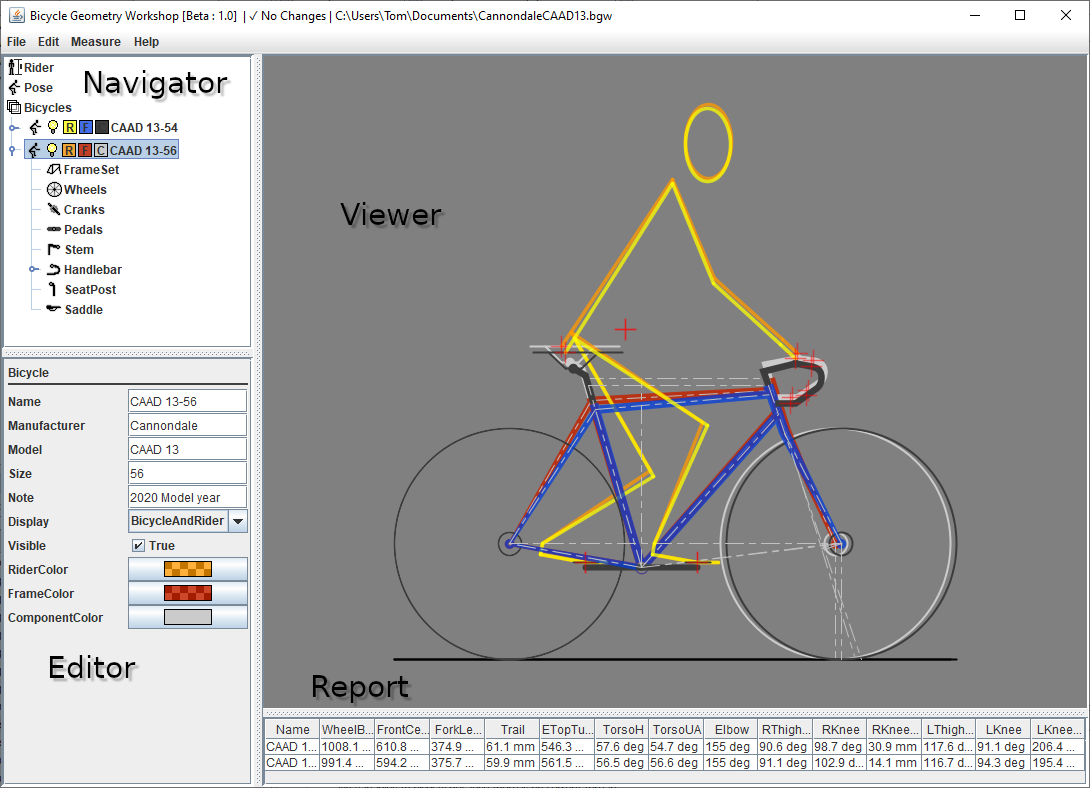 Bicycle Geometry Workshop [Beta : 1.0] | ✓ No Changes | C:\Users\Tom\Documents\CannondaleCAAD13.bgw
File Edit Measure Help
Rider
Pose
Bicycles
R F CAAD 13-54
R F C CAAD 13-56
FrameSet
Wheels
Cranks
Pedals
Stem
Handlebar
SeatPost
Saddle
Navigator
Bicycle
Name CAAD 13-56
Manufacturer Cannondale
Model CAAD 13
Size 56
Note 2020 Model year
Display BicycleAndRider
Visible True
RiderColor
FrameColor
ComponentColor
Editor
Viewer
Report
Name WheelB... FrontCe... ForkLe... Trail ETopTu... TorsoH TorsoUA Elbow RThigh... RKnee RKnee... LThigh... LKnee LKnee...
CAAD 1... 1008.1 ... 610.8 ... 374.9 ... 61.1 mm 546.3 ... 57.6 deg 54.7 deg 155 deg 90.6 deg 98.7 deg 30.9 mm 117.6 d... 91.1 deg 206.4 ...
CAAD 1... 991.4 ... 594.2 ... 375.7 ... 59.9 mm 561.5 ... 56.5 deg 56.6 deg 155 deg 91.1 deg 102.9 d... 14.1 mm 116.7 d... 94.3 deg 195.4 ...